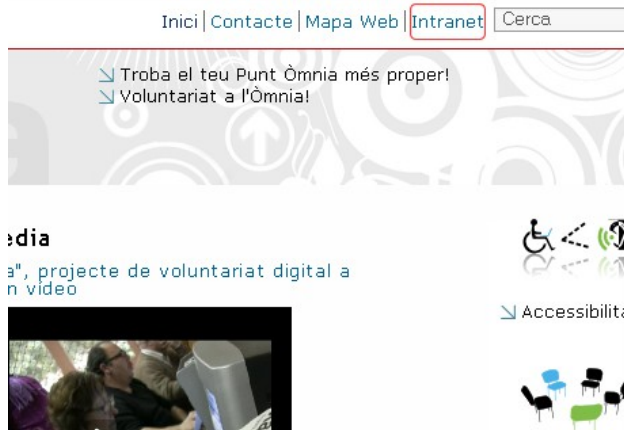 Inici | Contacte | Mapa Web | Intranet Cerca
Troba el teu Punt Òmnia més proper!
Voluntariat a l'Òmnia!
edia
a", projecte de voluntariat digital a
n vídeo
Accessibilita